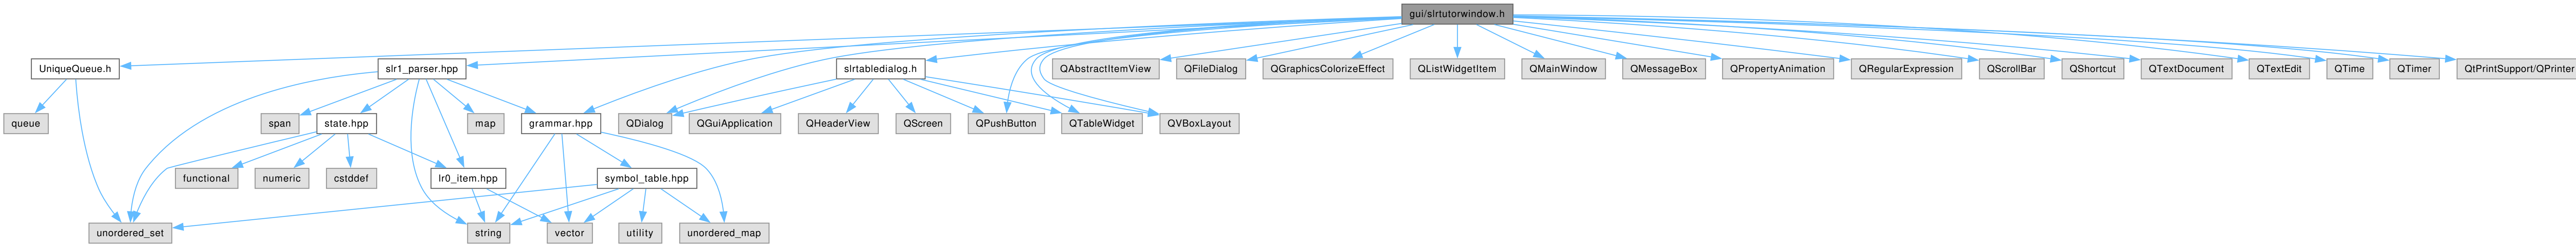 gui/slrtutorwindow.h
UniqueQueue.h
slr1_parser.hpp
slrtabledialog.h
QAbstractItemView
QFileDialog
QGraphicsColorizeEffect
QListWidgetItem
QMainWindow
QMessageBox
QPropertyAnimation
QRegularExpression
QScrollBar
QShortcut
QTextDocument
QTextEdit
QTime
QTimer
QtPrintSupport/QPrinter
queue
span
state.hpp
map
grammar.hpp
QDialog
QGuiApplication
QHeaderView
QScreen
QPushButton
QTableWidget
QVBoxLayout
functional
numeric
cstddef
lr0_item.hpp
symbol_table.hpp
unordered_set
string
vector
utility
unordered_map